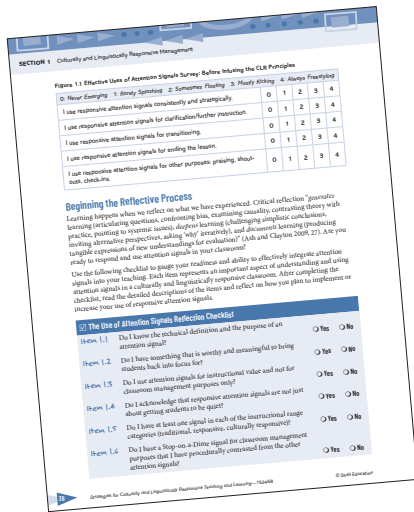 SECTION 1 Culturally and Linguistically Responsive Management
Figure 1.1 Effective Uses of Attention Signals Survey: Before Infusing the CLR Principles
0: Never Emerging 1: Rarely Splashing 2: Sometimes Floating 3: Mostly Kicking 4: Always Freestyling
I use responsive attention signals consistently and strategically. 0 1 2 3 4
I use responsive attention signals for clarification/further instruction. 0 1 2 3 4
I use responsive attention signals for transitioning. 0 1 2 3 4
I use responsive attention signals for ending the lesson. 0 1 2 3 4
I use responsive attention signals for other purposes: praising, shout-
outs, check-ins. 0 1 2 3 4
Beginning the Reflective Process
Learning happens when we reflect on what we have experienced. Critical reflection "generates
learning (articulating questions, confronting bias, examining causality, contrasting theory with
practice, pointing to systemic issues), deepens learning (challenging simplistic conclusions,
inviting alternative perspectives, asking 'why' iteratively), and documents learning (producing
tangible expressions of new understandings for evaluation)" (Ash and Clayton 2009, 27). Are you
ready to respond and use attention signals in your classroom?
Use the following checklist to gauge your readiness and ability to effectively integrate attention
signals into your teaching. Each item represents an important aspect of understanding and using
attention signals in a culturally and linguistically responsive classroom. After completing the
checklist, read the detailed descriptions of the items and reflect on how you plan to implement or
increase your use of responsive attention signals.
The Use of Attention Signals Reflection Checklist
Item 1.1 Do I know the technical definition and the purpose of an
attention signal? Yes No
Item 1.2 Do I have something that is worthy and meaningful to bring
students back into focus for? Yes No
Item 1.3 Do I use attention signals for instructional value and not for
classroom management purposes only? Yes No
Item 1.4 Do I acknowledge that responsive attention signals are not just
about getting students to be quiet? Yes No
Item 1.5 Do I have at least one signal in each of the instructional range
categories (traditional, responsive, culturally responsive)? Yes No
Item 1.6 Do I have a Stop-on-a-Dime signal for classroom management
purposes that I have procedurally contrasted from the other
attention signals? Yes No
38 Strategies for Culturally and Linguistically Responsive Teaching and Learning—152498 © Shell Education